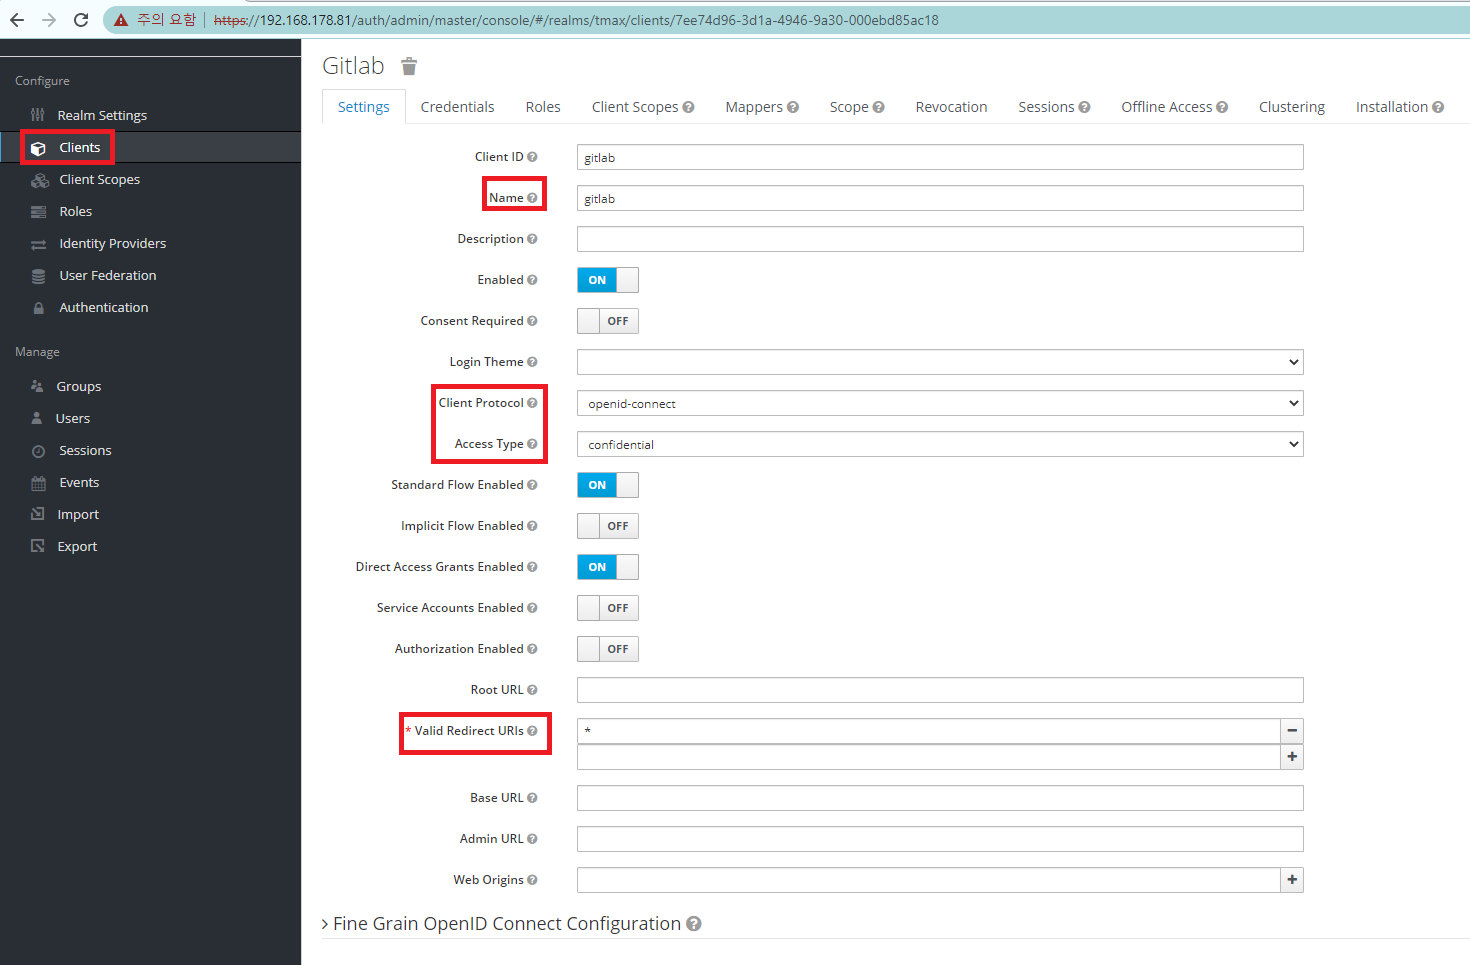 주의 요함 https://192.168.178.81/auth/admin/master/console/#/realms/tmax/clients/7ee74d96-3d1a-4946-9a30-000ebd85ac18
Configure
Realm Settings
Clients
Client Scopes
Roles
Identity Providers
User Federation
Authentication
Manage
Groups
Users
Sessions
Events
Import
Export
Gitlab
Settings Credentials Roles Client Scopes Mappers Scope Revocation Sessions Offline Access Clustering Installation
Client ID gitlab
Name gitlab
Description
Enabled ON
Consent Required OFF
Login Theme
Client Protocol openid-connect
Access Type confidential
Standard Flow Enabled ON
Implicit Flow Enabled OFF
Direct Access Grants Enabled ON
Service Accounts Enabled OFF
Authorization Enabled OFF
Root URL
* Valid Redirect URIs *
Base URL
Admin URL
Web Origins
Fine Grain OpenID Connect Configuration